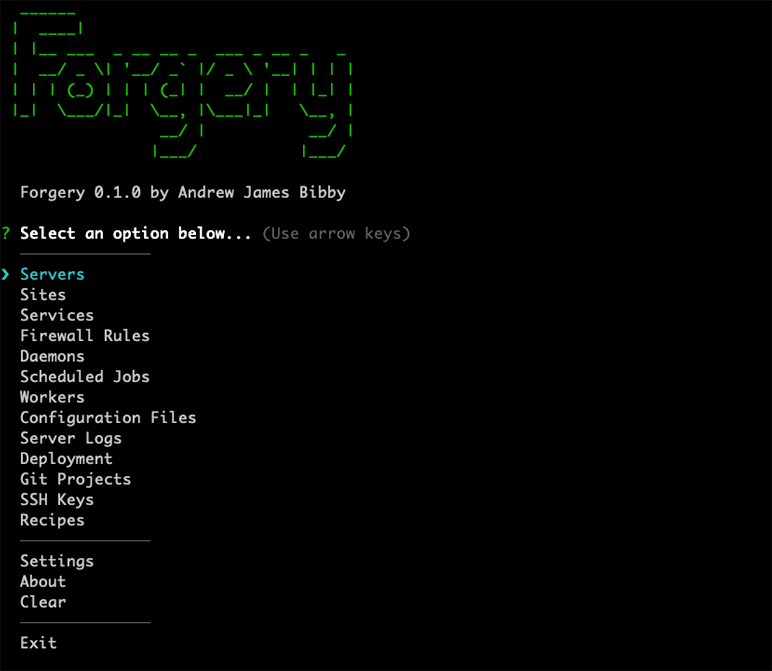 Forgery
Forgery 0.1.0 by Andrew James Bibby
? Select an option below... (Use arrow keys)
❯ Servers
Sites
Services
Firewall Rules
Daemons
Scheduled Jobs
Workers
Configuration Files
Server Logs
Deployment
Git Projects
SSH Keys
Recipes
Settings
About
Clear
Exit